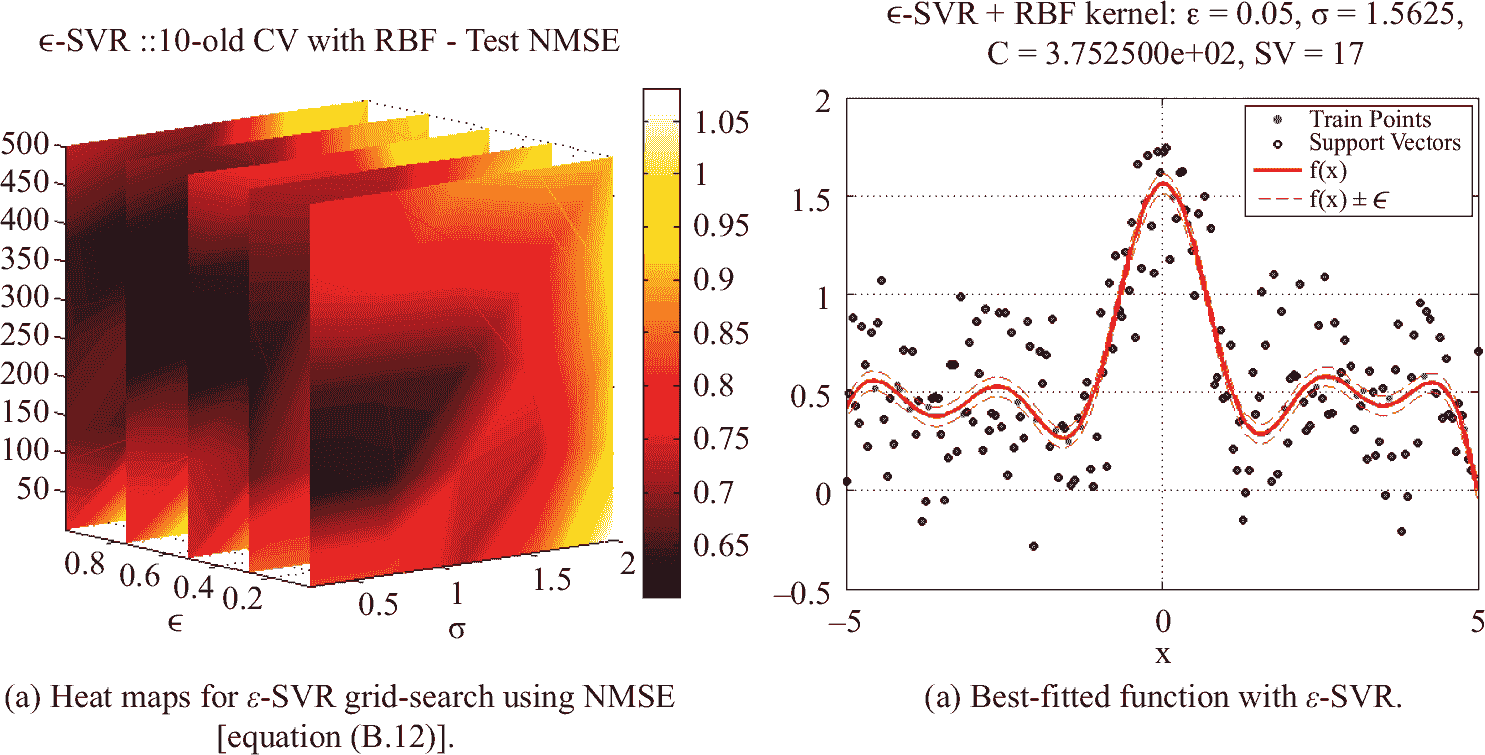 ϵ-SVR ::10-old CV with RBF - Test NMSE
500
450
400
350
300
250
200
150
100
50
0.8
0.6
0.4
0.2
ϵ
0.5
1
1.5
2
σ
1.05
1
0.95
0.9
0.85
0.8
0.75
0.7
0.65
(a) Heat maps for ε-SVR grid-search using NMSE
[equation (B.12)].
ϵ-SVR + RBF kernel: ε = 0.05, σ = 1.5625,
C = 3.752500e+02, SV = 17
2
1.5
1
0.5
0
–0.5
–5
0
5
x
Train Points
Support Vectors
f(x)
f(x) ± ϵ
(a) Best-fitted function with ε-SVR.